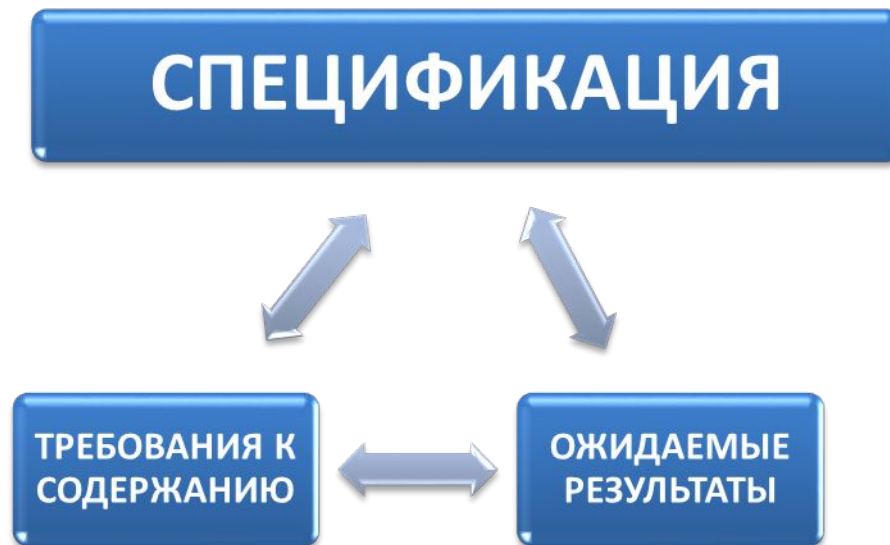 СПЕЦИФИКАЦИЯ
ТРЕБОВАНИЯ К
СОДЕРЖАНИЮ
ОЖИДАЕМЫЕ
РЕЗУЛЬТАТЫ